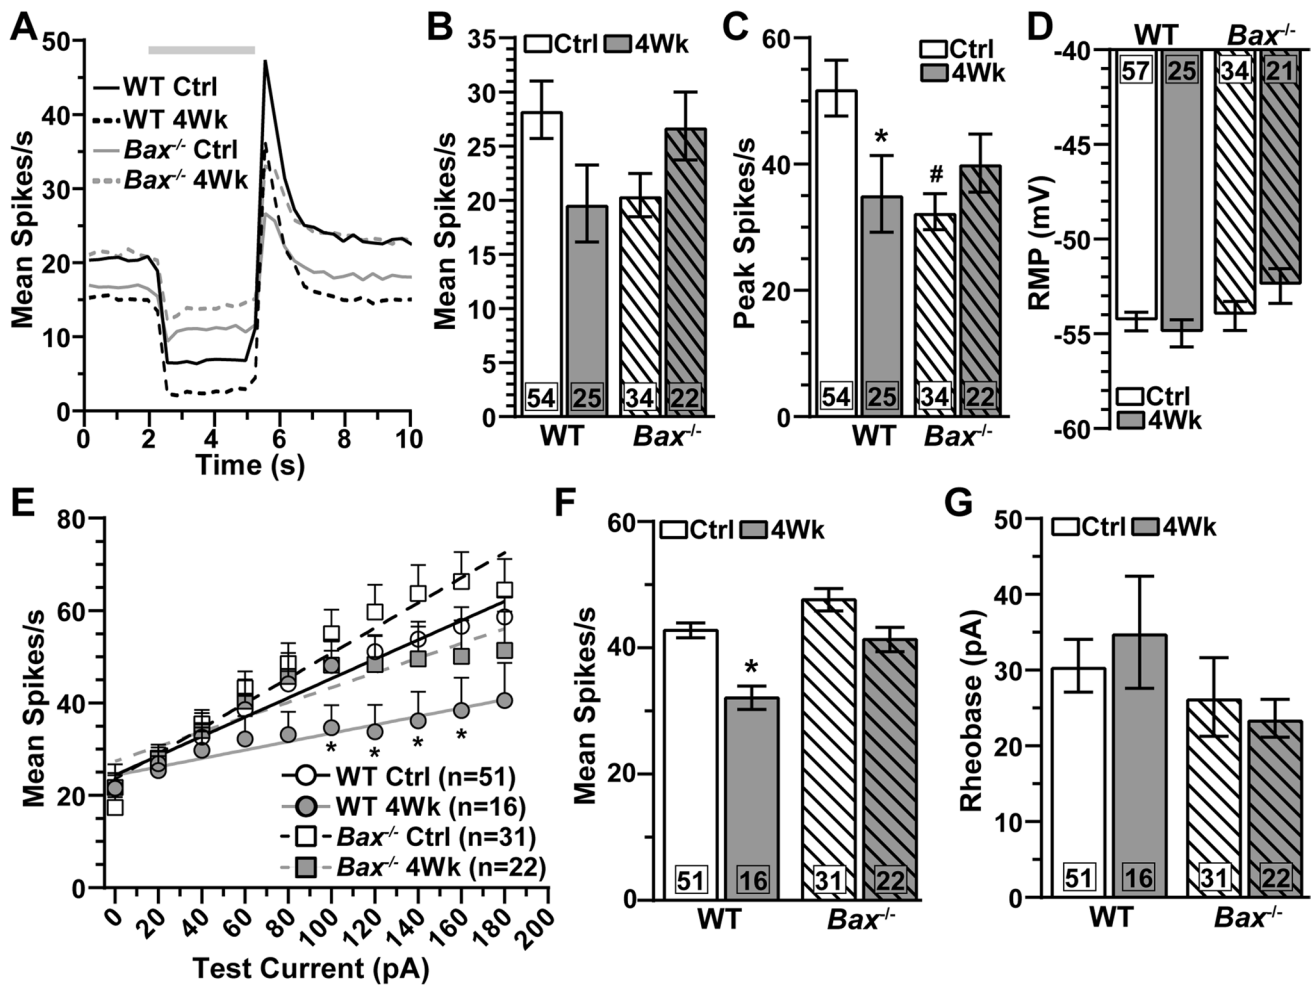 A
50
40
30
20
10
0
Mean Spikes/s
WT Ctrl
WT 4Wk
Bax-/- Ctrl
Bax-/- 4Wk
0 2 4 6 8 10
Time (s)
B
35
30
25
20
15
10
5
0
Mean Spikes/s
Ctrl 4Wk
54 25 34 22
WT Bax-/-
C
60
40
20
0
Peak Spikes/s
Ctrl
4Wk
* #
54 25 34 22
WT Bax-/-
D
WT Bax-/-
-40
-45
-50
-55
-60
RMP (mV)
57 25 34 21
Ctrl
4Wk
E
80
60
40
20
0
Mean Spikes/s
* * * *
WT Ctrl (n=51)
WT 4Wk (n=16)
Bax-/- Ctrl (n=31)
Bax-/- 4Wk (n=22)
0 20 40 60 80 100 120 140 160 180 200
Test Current (pA)
F
60
40
20
0
Mean Spikes/s
Ctrl 4Wk
*
51 16 31 22
WT Bax-/-
G
50
40
30
20
10
0
Rheobase (pA)
Ctrl 4Wk
51 16 31 22
WT Bax-/-